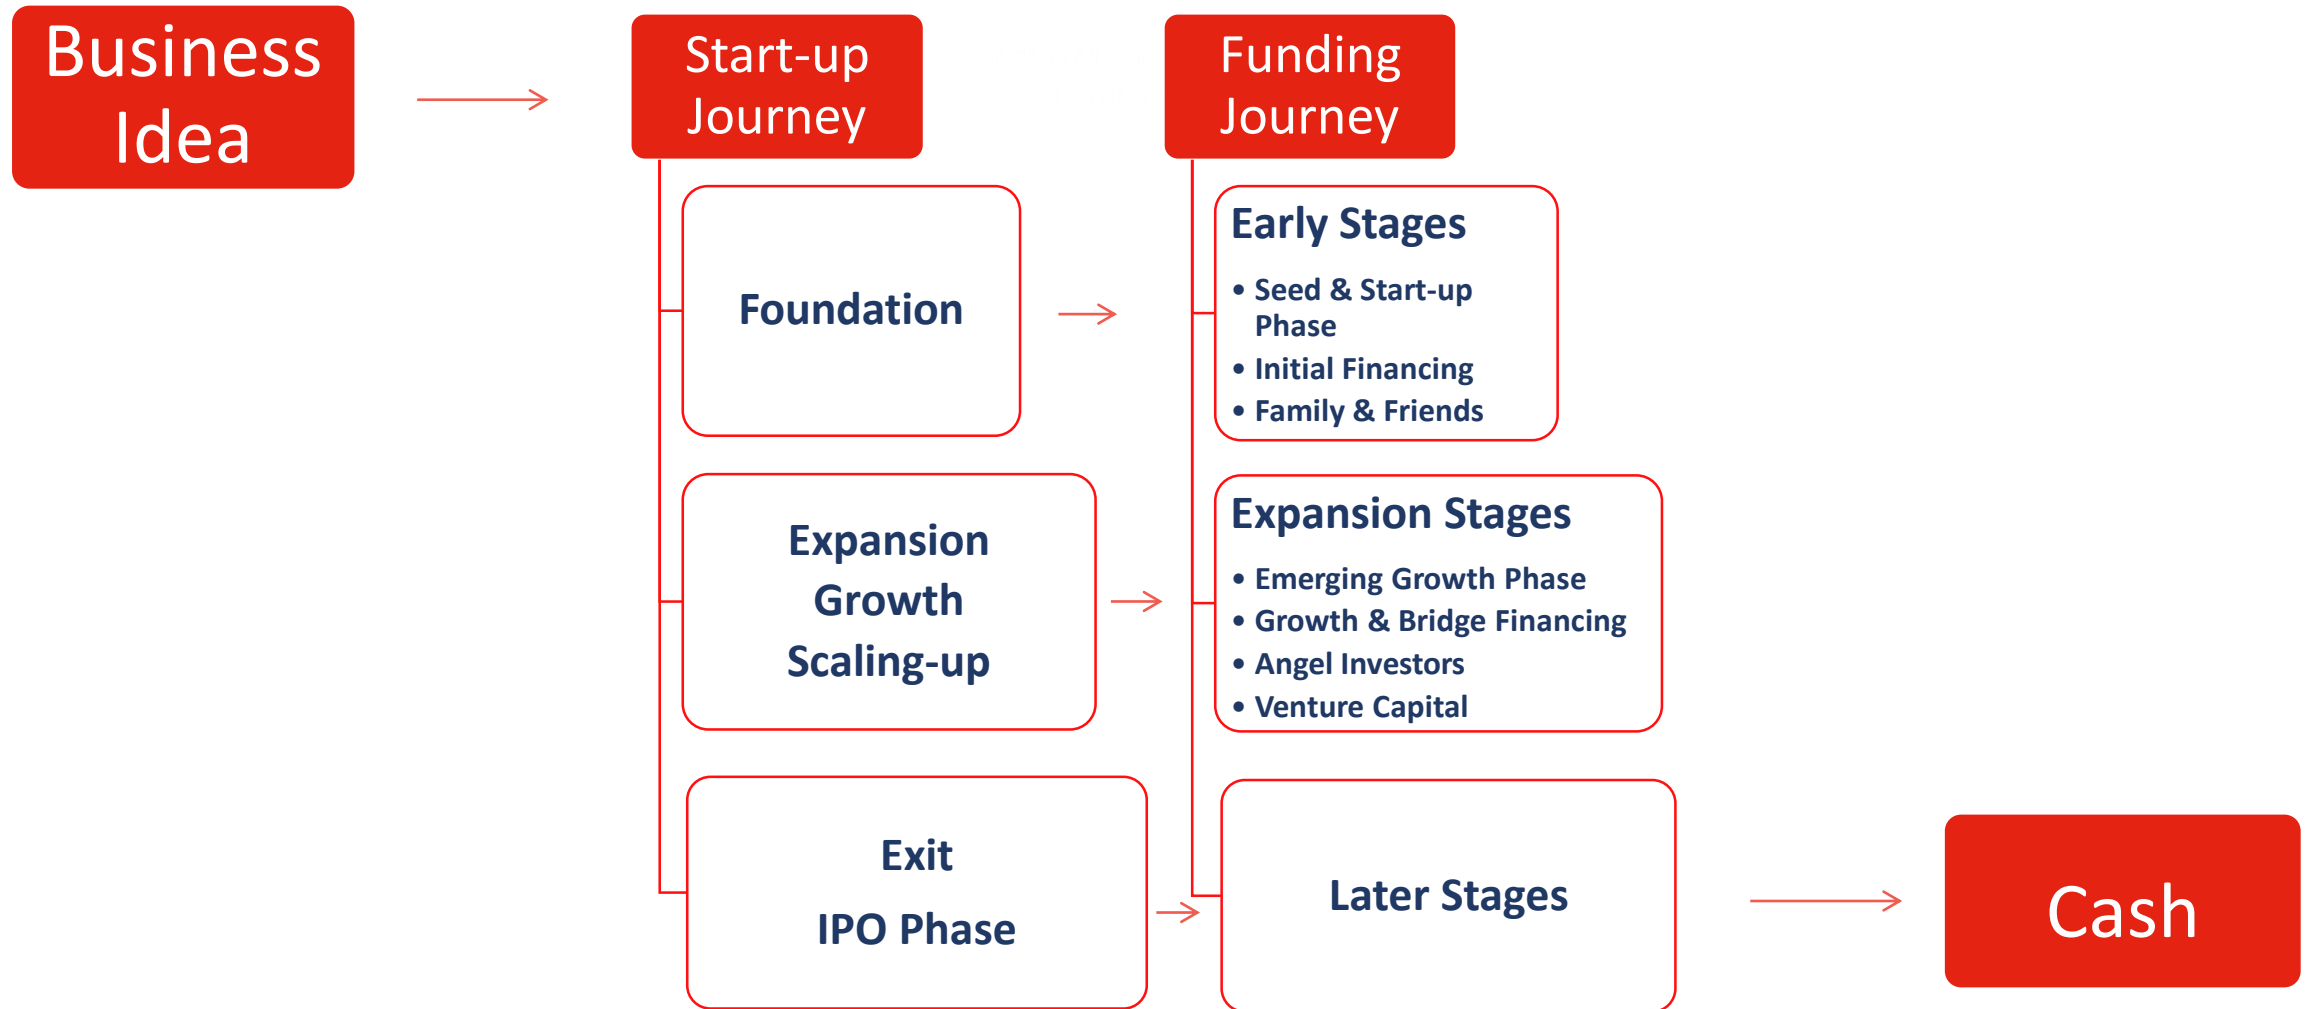 Business
Idea
Start-up
Journey
Funding
Journey
Foundation
Early Stages
• Seed & Start-up
Phase
• Initial Financing
• Family & Friends
Expansion
Growth
Scaling-up
Expansion Stages
• Emerging Growth Phase
• Growth & Bridge Financing
• Angel Investors
• Venture Capital
Exit
IPO Phase
Later Stages
Cash